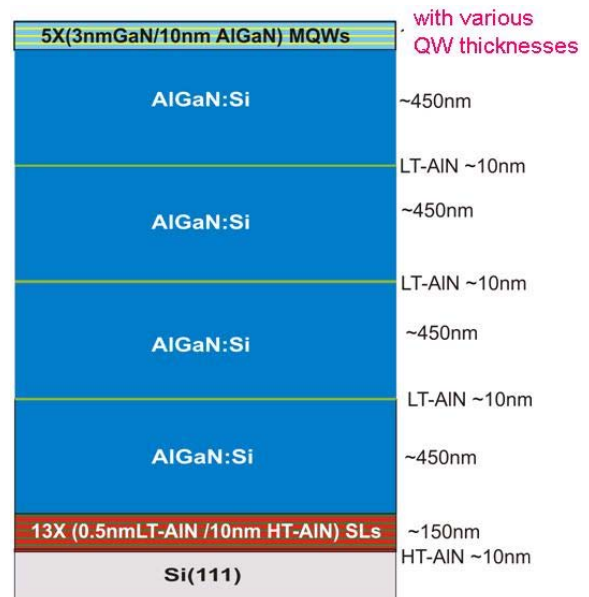 with various
5X(3nmGaN/10nm AlGaN) MQWs
QW thicknesses
AlGaN:Si
~450nm
LT-AlN ~10nm
~450nm
AlGaN:Si
LT-AlN ~10nm
~450nm
AlGaN:Si
LT-AlN ~10nm
AlGaN:Si
~450nm
13X (0.5nmLT-AlN /10nm HT-AlN) SLs
~150nm
HT-AlN ~10nm
Si(111)